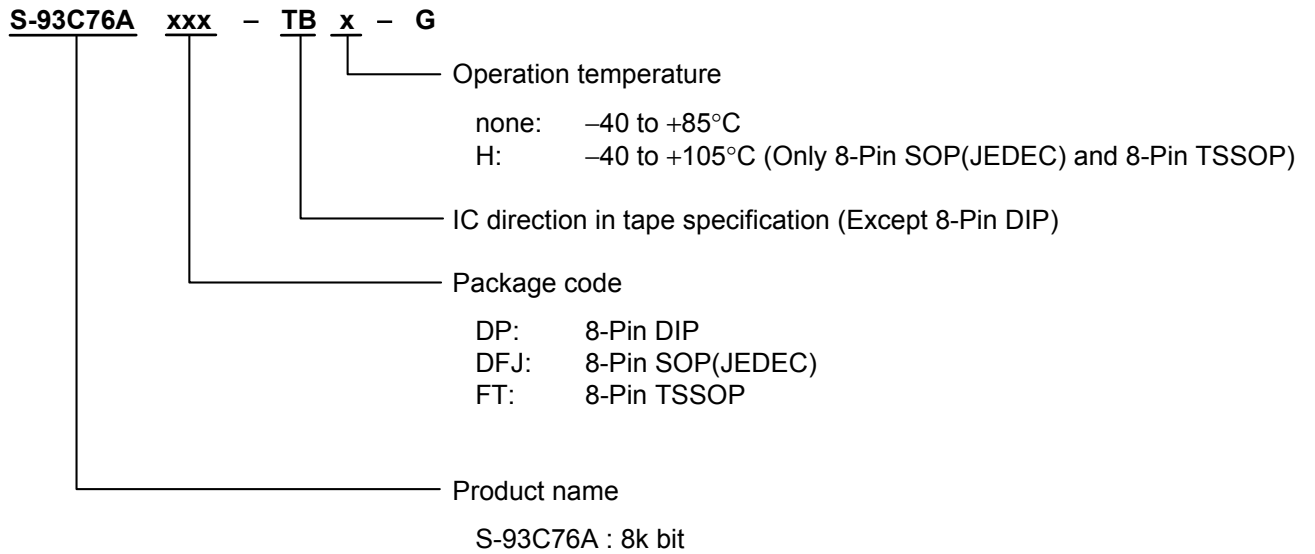 S-93C76A xxx – TB x – G
Operation temperature
none: –40 to +85°C
H: –40 to +105°C (Only 8-Pin SOP(JEDEC) and 8-Pin TSSOP)
IC direction in tape specification (Except 8-Pin DIP)
Package code
DP: 8-Pin DIP
DFJ: 8-Pin SOP(JEDEC)
FT: 8-Pin TSSOP
Product name
S-93C76A : 8k bit